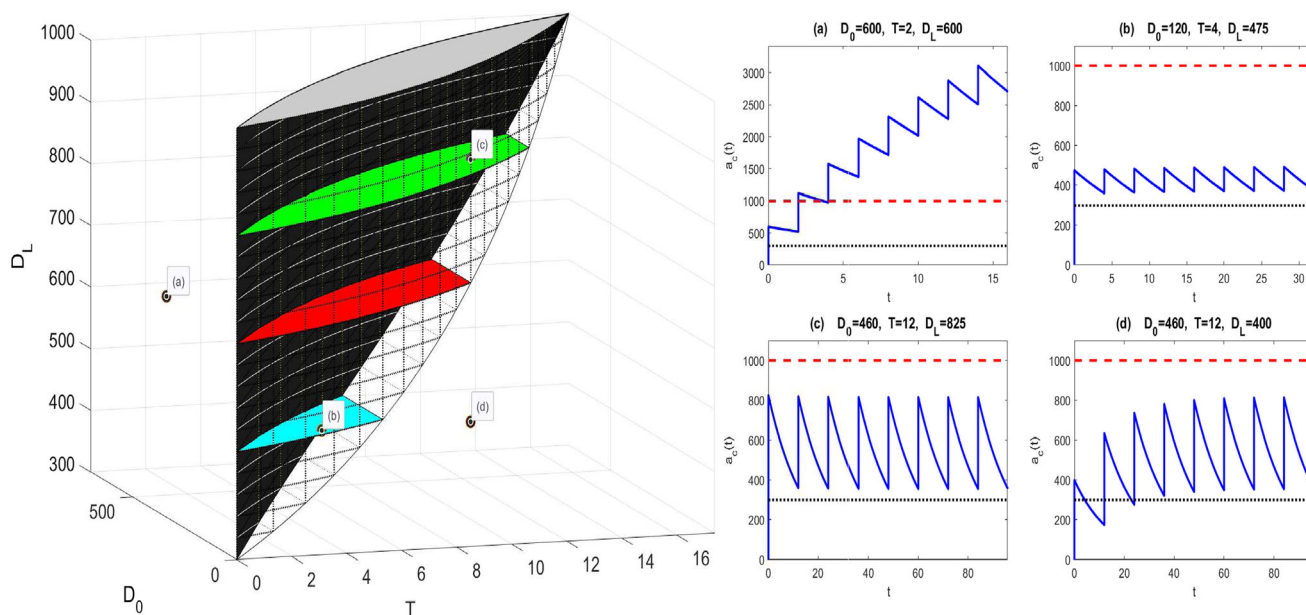 1000
900
800
700
600
500
400
300
D_L
500
0
D_0
0 2 4 6 8 10 12 14 16
T
(a)
(b)
(c)
(d)
(a) D_0=600, T=2, D_L=600
3000
2500
2000
1500
1000
500
0
a_c(t)
0 5 10 15
t
(b) D_0=120, T=4, D_L=475
1000
800
600
400
200
0
a_c(t)
0 5 10 15 20 25 30
t
(c) D_0=460, T=12, D_L=825
1000
800
600
400
200
0
a_c(t)
0 20 40 60 80
t
(d) D_0=460, T=12, D_L=400
1000
800
600
400
200
0
a_c(t)
0 20 40 60 80
t